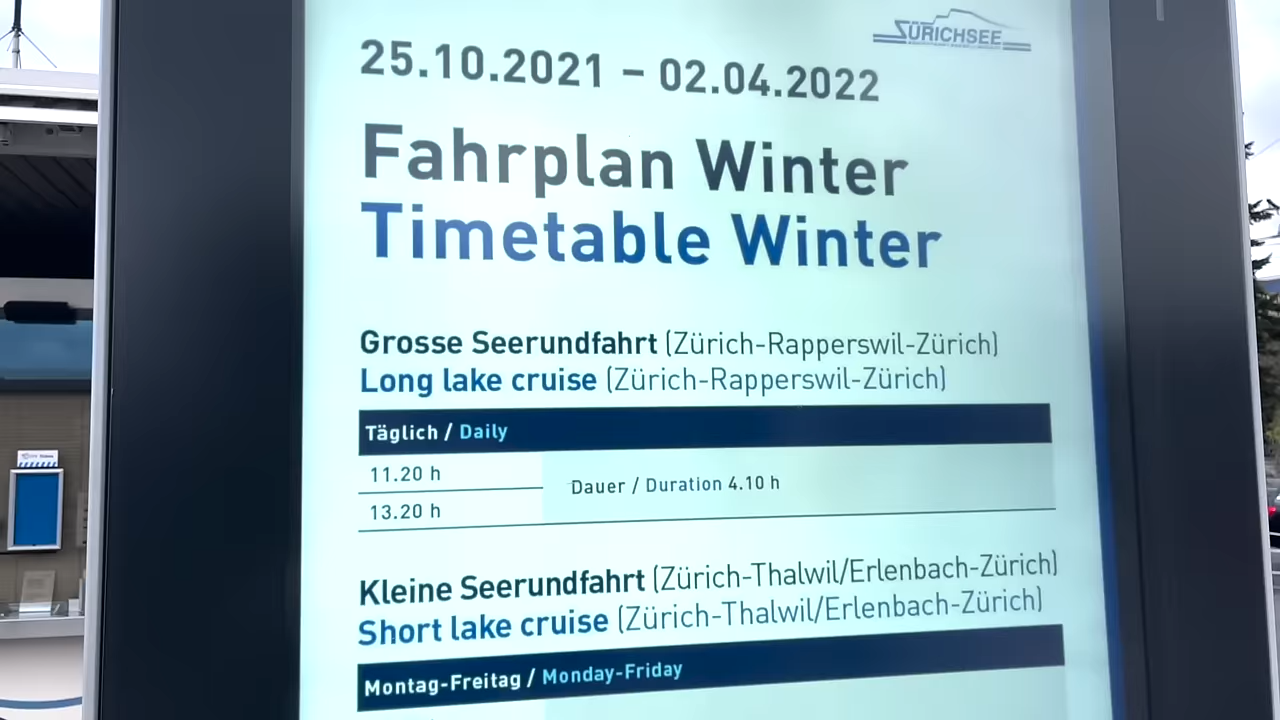 ZÜRICHSEE
25.10.2021 – 02.04.2022
Fahrplan Winter
Timetable Winter
Grosse Seerundfahrt (Zürich-Rapperswil-Zürich)
Long lake cruise (Zürich-Rapperswil-Zürich)
Täglich / Daily
11.20 h
Dauer / Duration 4.10 h
13.20 h
Kleine Seerundfahrt (Zürich-Thalwil/Erlenbach-Zürich)
Short lake cruise (Zürich-Thalwil/Erlenbach-Zürich)
Montag-Freitag / Monday-Friday